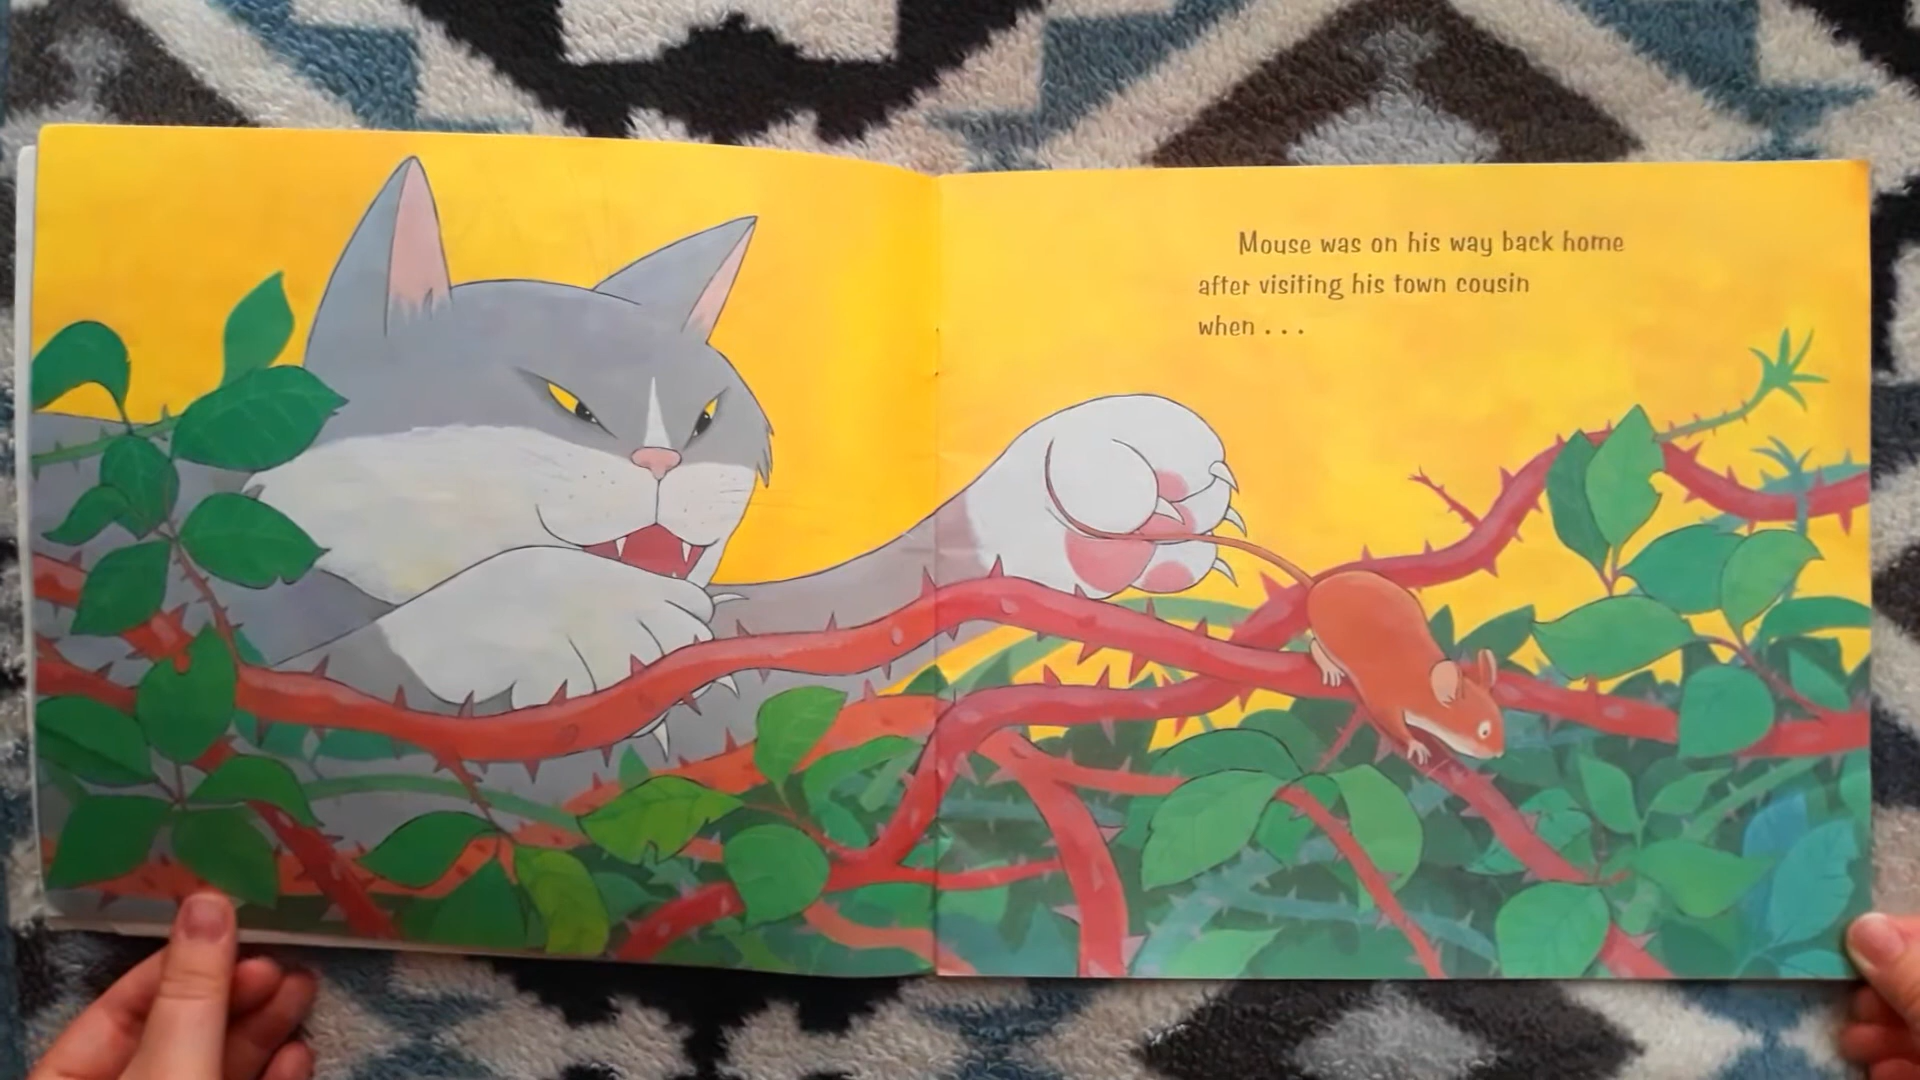 Mouse was on his way back home
after visiting his town cousin
when . . .